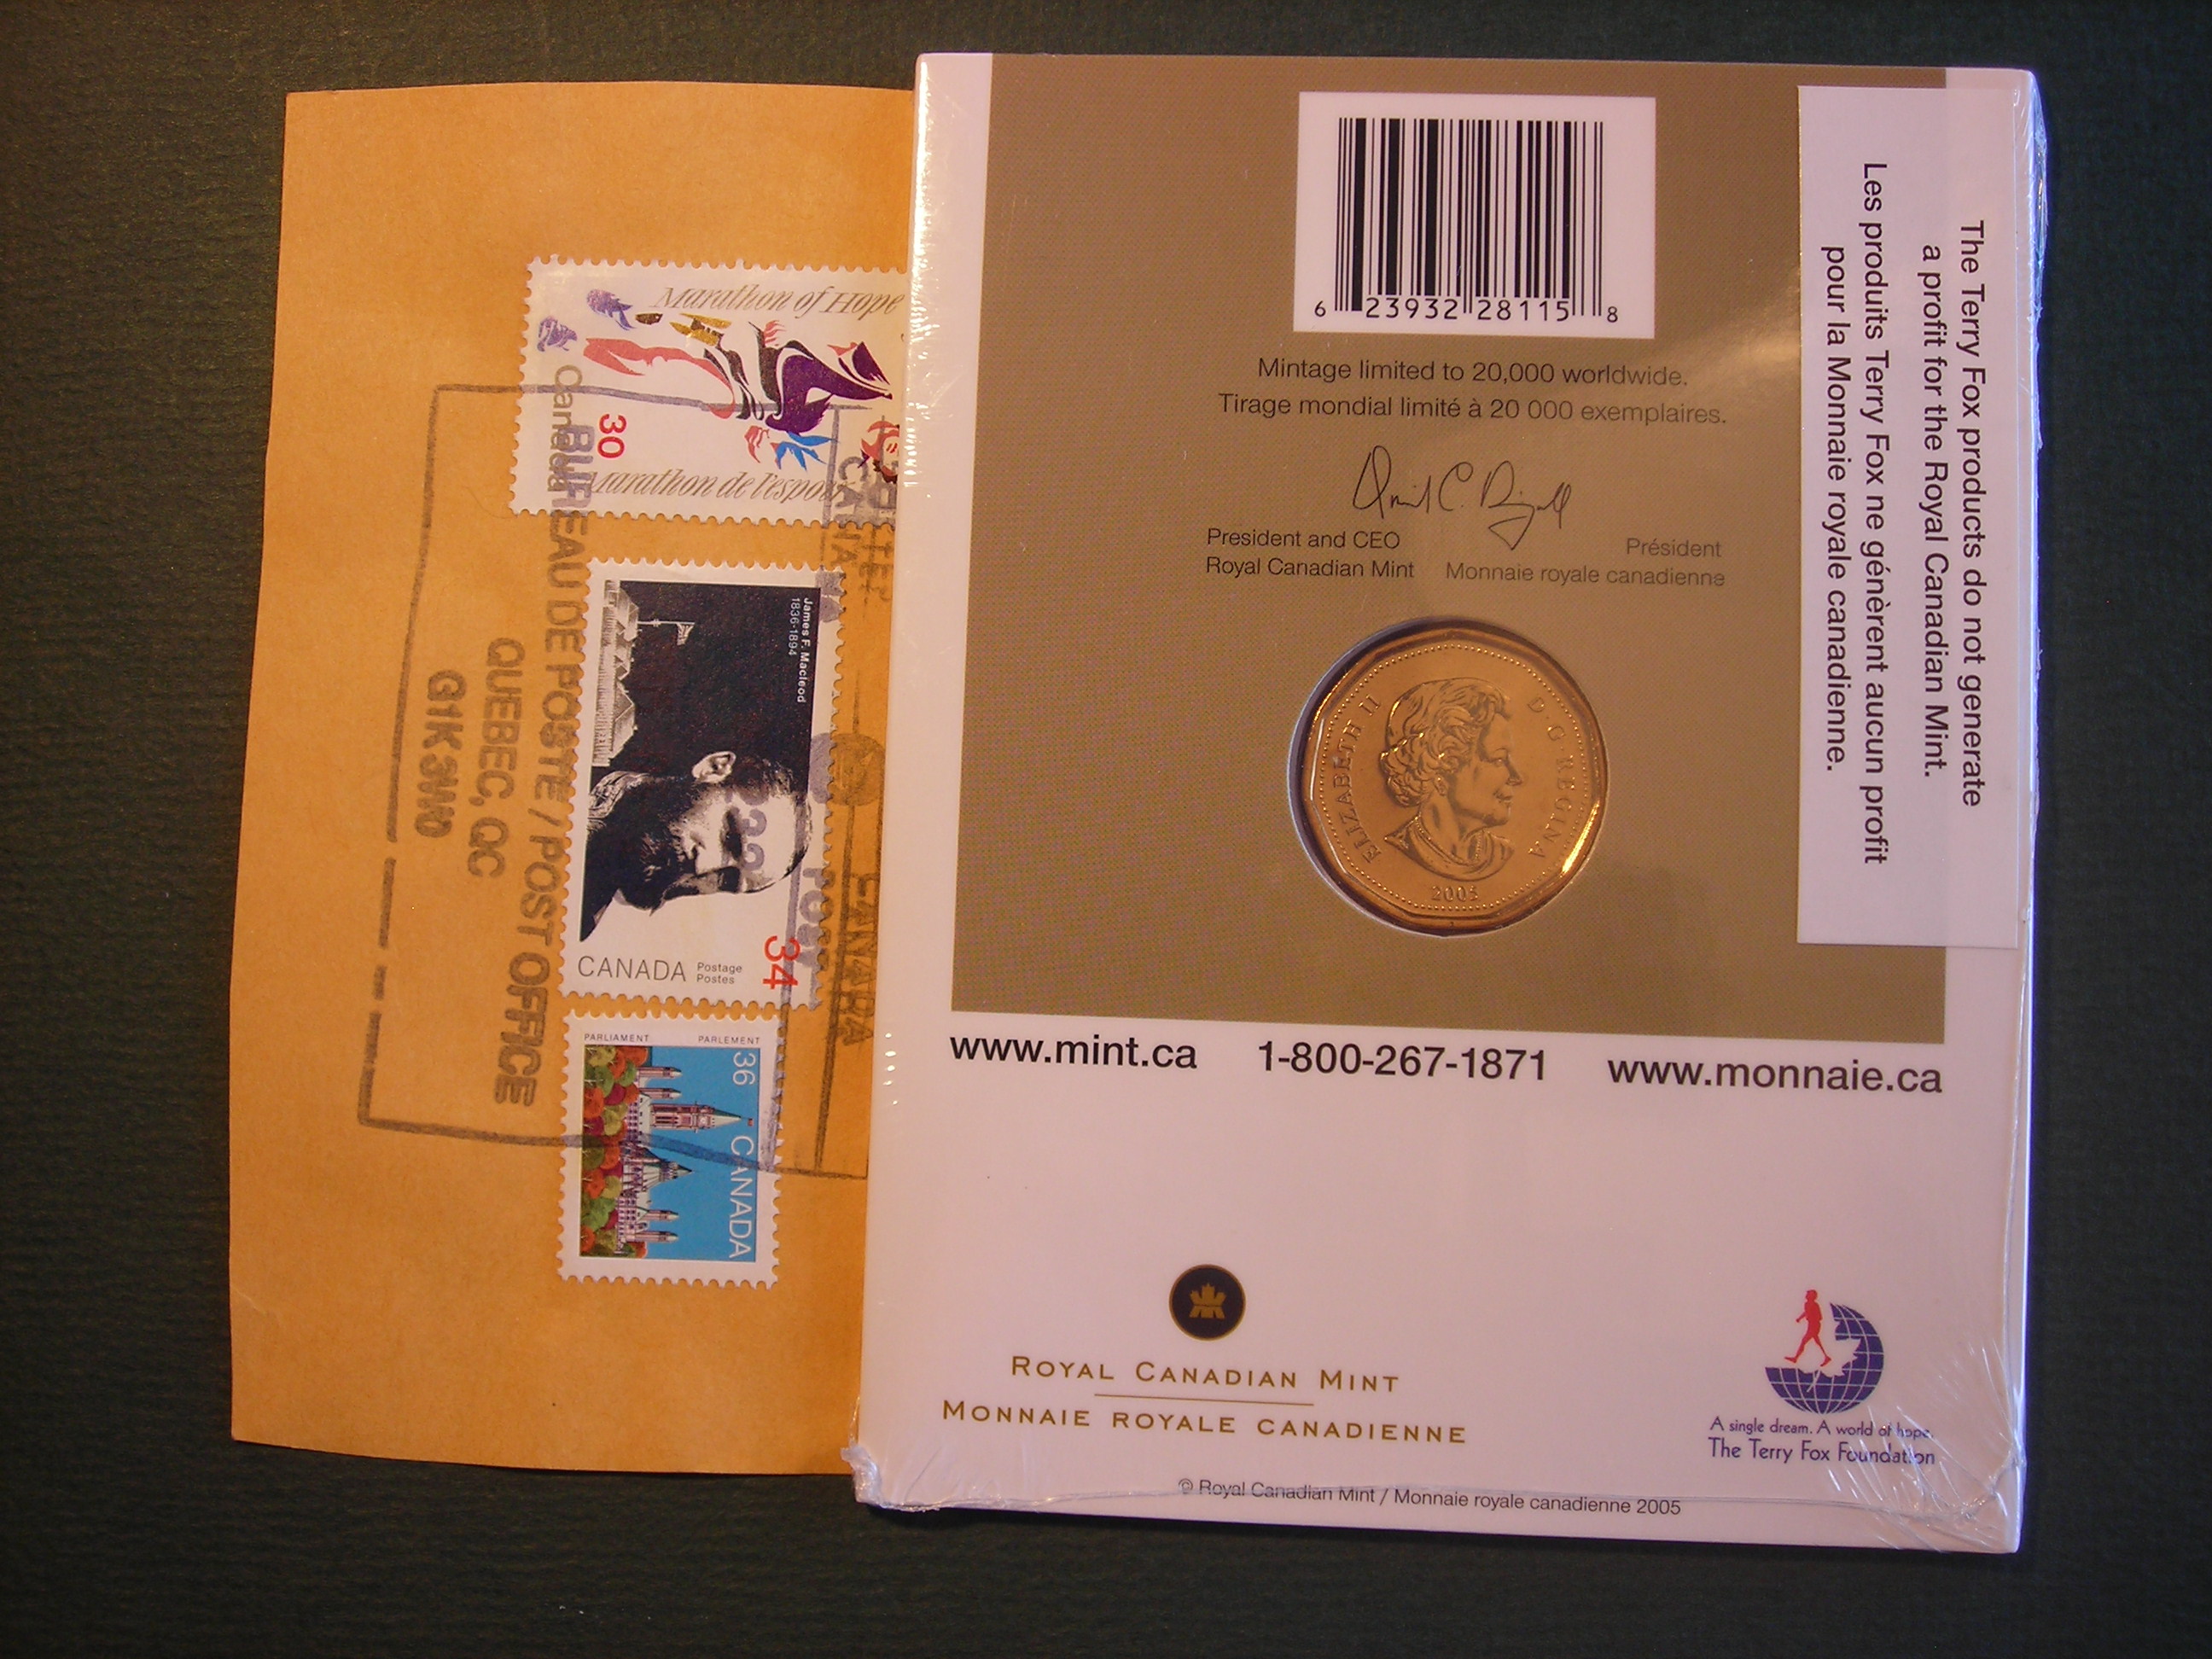 Marathon of Hope
Canada
30
Marathon de l'espoi
BUREAU DE POSTE / POST OFFICE
QUEBEC, QC
G1K 3W0
CANADA
POST
James F. Macleod
1836-1894
CANADA
Postage
Postes
34
PARLIAMENT PARLEMENT
36
CANADA
6 23932 28115 8
Mintage limited to 20,000 worldwide.
Tirage mondial limité à 20 000 exemplaires.
President and CEO
Royal Canadian Mint
Président
Monnaie royale canadienne
ELIZABETH II D·G·REGINA
2005
The Terry Fox products do not generate
a profit for the Royal Canadian Mint.
Les produits Terry Fox ne génèrent aucun profit
pour la Monnaie royale canadienne.
www.mint.ca 1-800-267-1871 www.monnaie.ca
ROYAL CANADIAN MINT
MONNAIE ROYALE CANADIENNE
A single dream. A world of hope.
The Terry Fox Foundation
© Royal Canadian Mint / Monnaie royale canadienne 2005